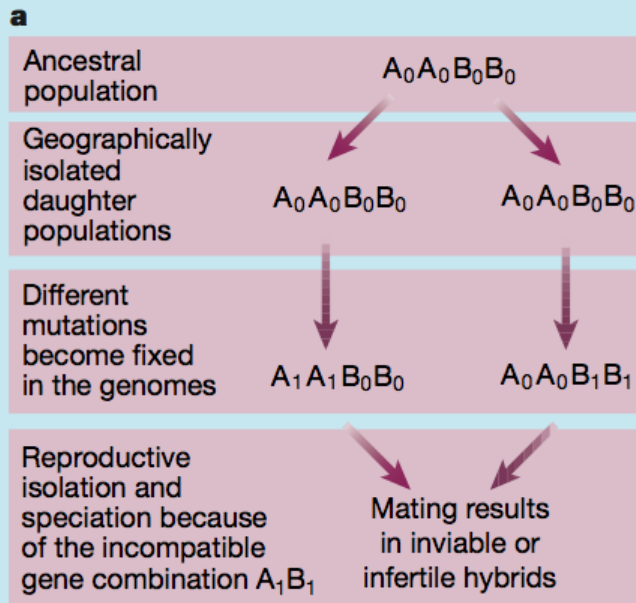 a
Ancestral
population
A₀A₀B₀B₀
Geographically
isolated
daughter
populations
A₀A₀B₀B₀
A₀A₀B₀B₀
Different
mutations
become fixed
in the genomes
A₁A₁B₀B₀
A₀A₀B₁B₁
Reproductive
isolation and
speciation because
of the incompatible
gene combination A₁B₁
Mating results
in inviable or
infertile hybrids